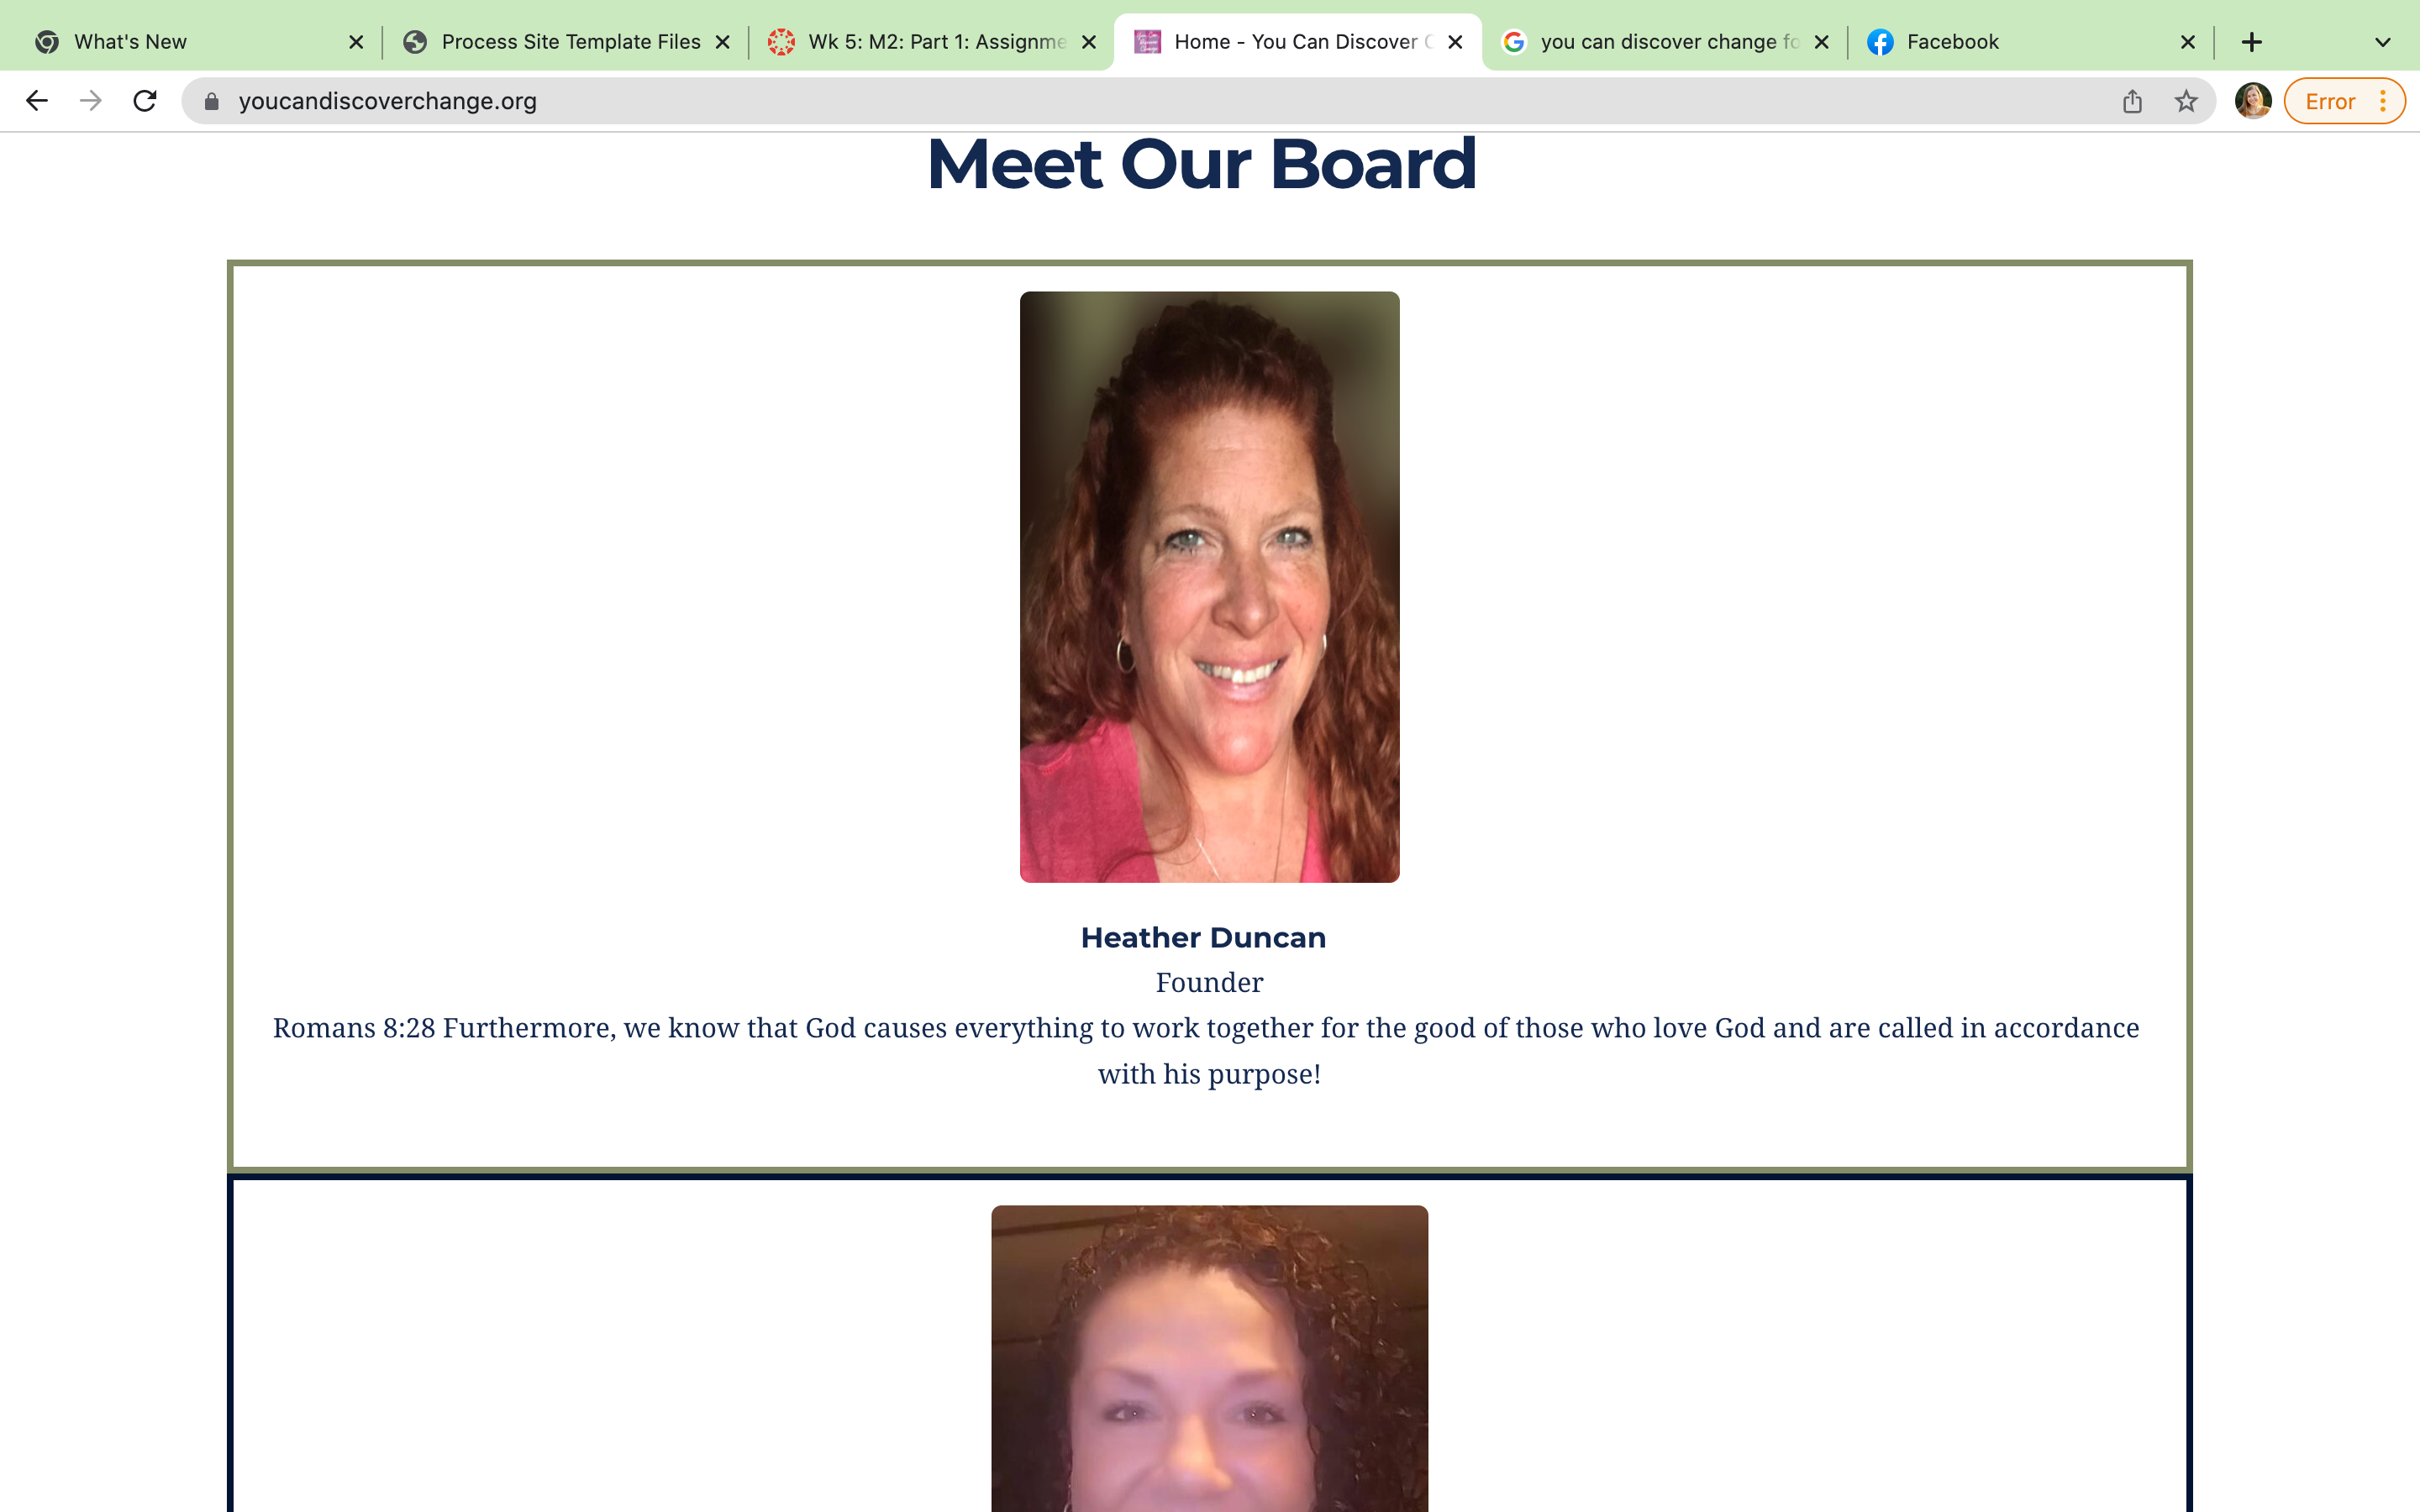 What's New
Process Site Template Files
Wk 5: M2: Part 1: Assignme
Home - You Can Discover C
you can discover change fo
Facebook
youcandiscoverchange.org
Error
Meet Our Board
Heather Duncan
Founder
Romans 8:28 Furthermore, we know that God causes everything to work together for the good of those who love God and are called in accordance
with his purpose!